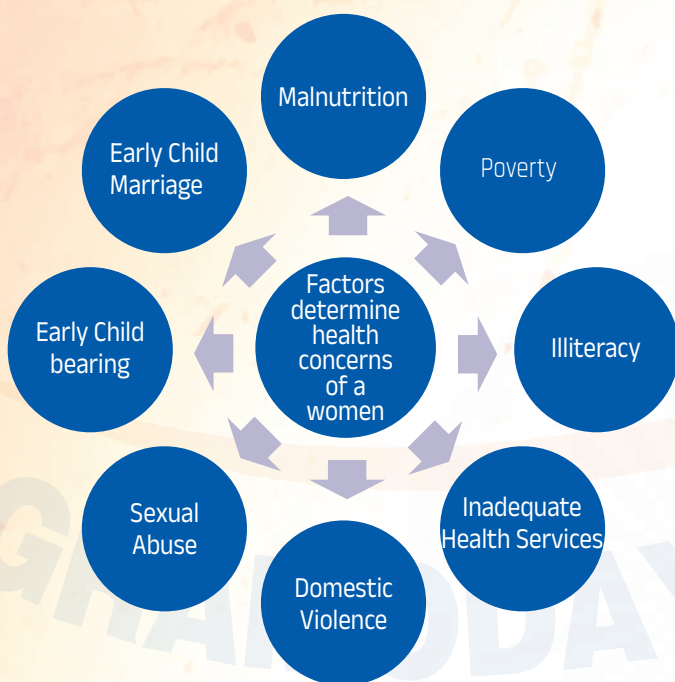 Malnutrition
Poverty
Illiteracy
Inadequate
Health Services
Domestic
Violence
Sexual
Abuse
Early Child
bearing
Early Child
Marriage
Factors
determine
health
concerns
of a
women